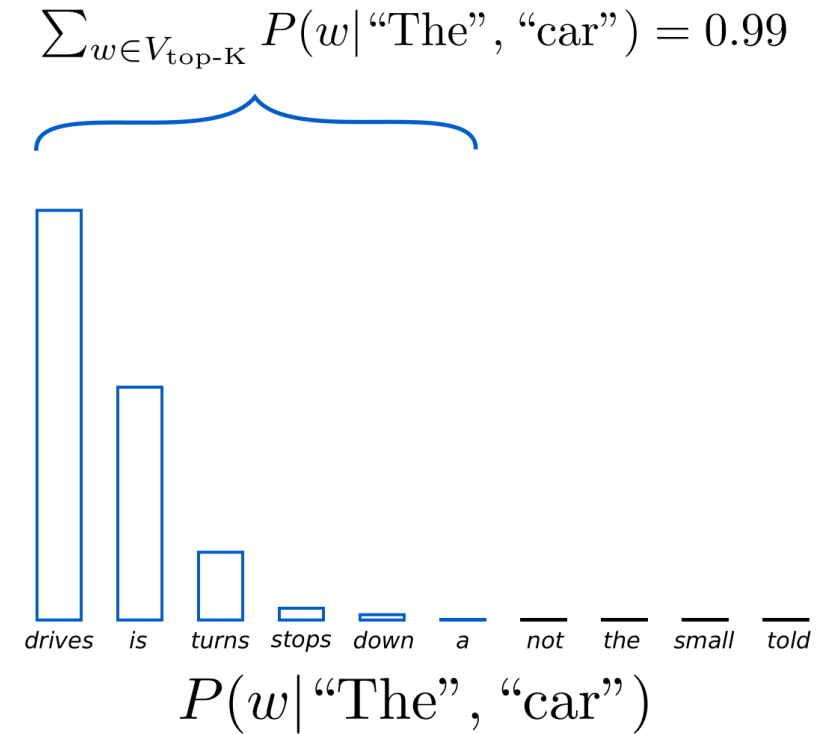 ∑w∈Vtop-K P(w|“The”, “car”) = 0.99
drives is turns stops down a not the small told
P(w|“The”, “car”)